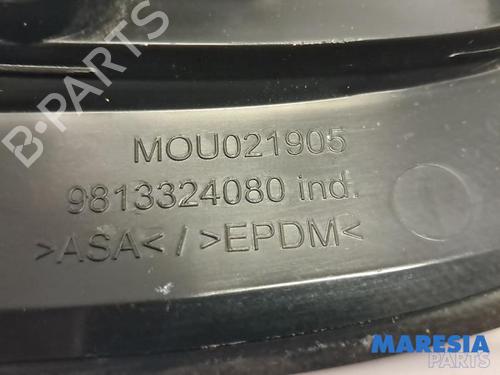 B-PARTS
MOU021905
9813324080 ind.
>ASA< / >EPDM<
MARESIA
PARTS